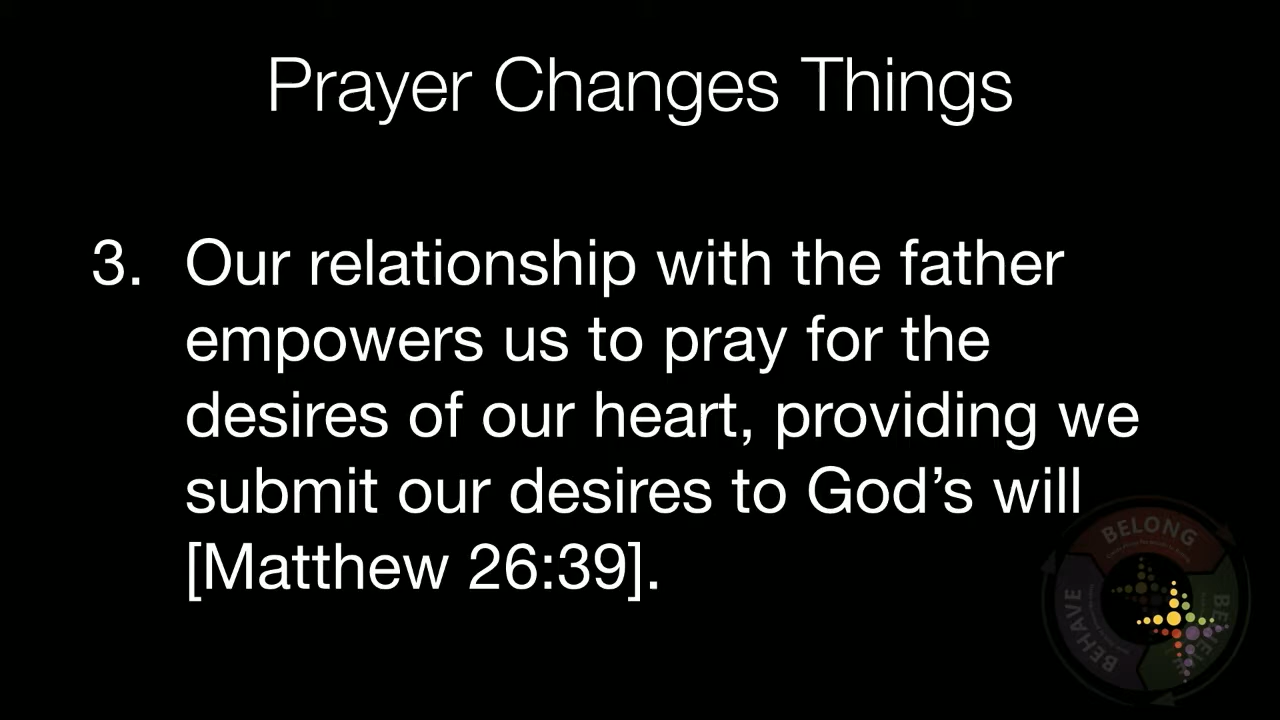 Prayer Changes Things
3. Our relationship with the father
empowers us to pray for the
desires of our heart, providing we
submit our desires to God’s will
[Matthew 26:39].
BELONG
BEHAVE